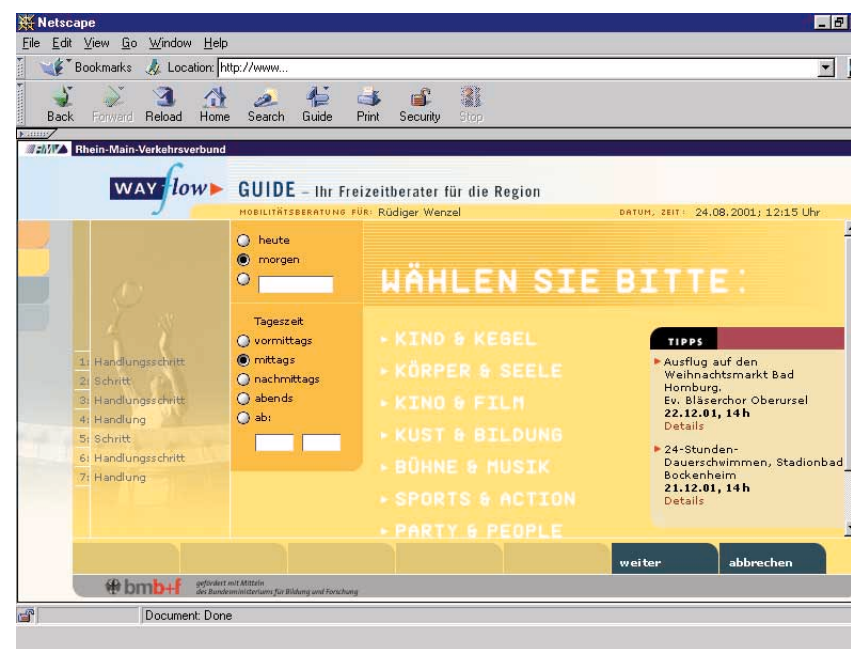 Netscape
File Edit View Go Window Help
Bookmarks Location: http://www...
Back Forward Reload Home Search Guide Print Security Stop
Rhein-Main-Verkehrsverbund
WAYflow GUIDE – Ihr Freizeitberater für die Region
MOBILITÄTSBERATUNG FÜR: Rüdiger Wenzel DATUM, ZEIT: 24.08.2001; 12:15 Uhr
heute
morgen
Tageszeit
vormittags
mittags
nachmittags
abends
ab:
1: Handlungsschritt
2: Schritt
3: Handlungsschritt
4: Handlung
5: Schritt
6: Handlungsschritt
7: Handlung
WÄHLEN SIE BITTE:
KIND & KEGEL
KÖRPER & SEELE
KINO & FILM
KUST & BILDUNG
BÜHNE & MUSIK
SPORTS & ACTION
PARTY & PEOPLE
TIPPS
Ausflug auf den
Weihnachtsmarkt Bad
Homburg.
Ev. Bläserchor Oberursel
22.12.01, 14 h
Details
24-Stunden-
Dauerschwimmen, Stadionbad
Bockenheim
21.12.01, 14 h
Details
weiter abbrechen
bmb+f gefördert mit Mitteln
des Bundesministeriums für Bildung und Forschung
Document: Done